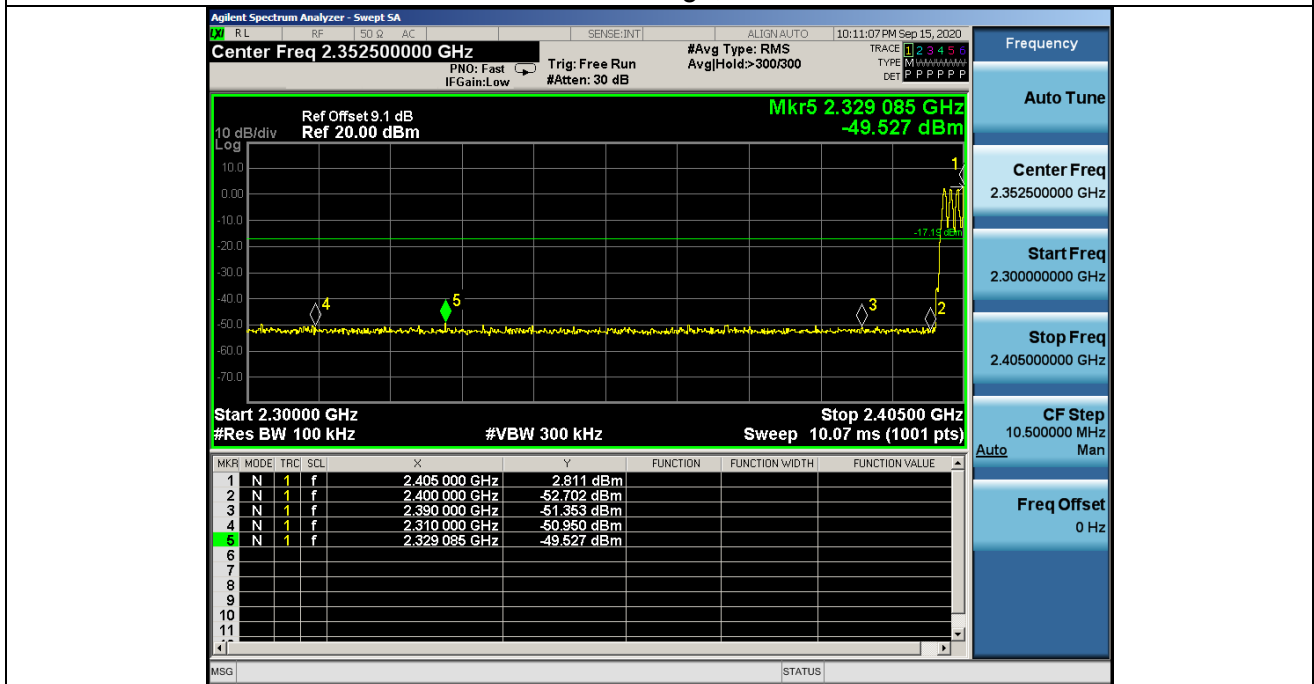 Agilent Spectrum Analyzer - Swept SA
LXI RL RF 50 Ω AC SENSE:INT ALIGN AUTO 10:11:07 PM Sep 15, 2020
Center Freq 2.352500000 GHz
PNO: Fast
IFGain:Low
Trig: Free Run
#Atten: 30 dB
#Avg Type: RMS
Avg|Hold:>300/300
TRACE 1 2 3 4 5 6
TYPE M WWWWW
DET P P P P P P
Ref Offset 9.1 dB
10 dB/div Ref 20.00 dBm
Log
Mkr5 2.329 085 GHz
-49.527 dBm
10.0
0.00
-10.0
-20.0
-30.0
-40.0
-50.0
-60.0
-70.0
1
-17.19 dBm
4
5
3
2
Start 2.30000 GHz Stop 2.40500 GHz
#Res BW 100 kHz #VBW 300 kHz Sweep 10.07 ms (1001 pts)
MKR MODE TRC SCL X Y FUNCTION FUNCTION WIDTH FUNCTION VALUE
1 N 1 f 2.405 000 GHz 2.811 dBm
2 N 1 f 2.400 000 GHz -52.702 dBm
3 N 1 f 2.390 000 GHz -51.353 dBm
4 N 1 f 2.310 000 GHz -50.950 dBm
5 N 1 f 2.329 085 GHz -49.527 dBm
6
7
8
9
10
11
MSG STATUS
Frequency
Auto Tune
Center Freq
2.352500000 GHz
Start Freq
2.300000000 GHz
Stop Freq
2.405000000 GHz
CF Step
10.500000 MHz
Auto Man
Freq Offset
0 Hz